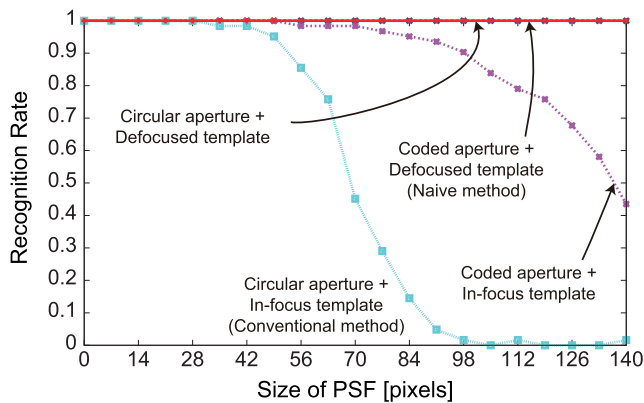 1
0.9
0.8
0.7
0.6
0.5
0.4
0.3
0.2
0.1
0
Recognition Rate
Circular aperture +
Defocused template
Coded aperture +
Defocused template
(Naive method)
Circular aperture +
In-focus template
(Conventional method)
Coded aperture +
In-focus template
0 14 28 42 56 70 84 98 112 126 140
Size of PSF [pixels]